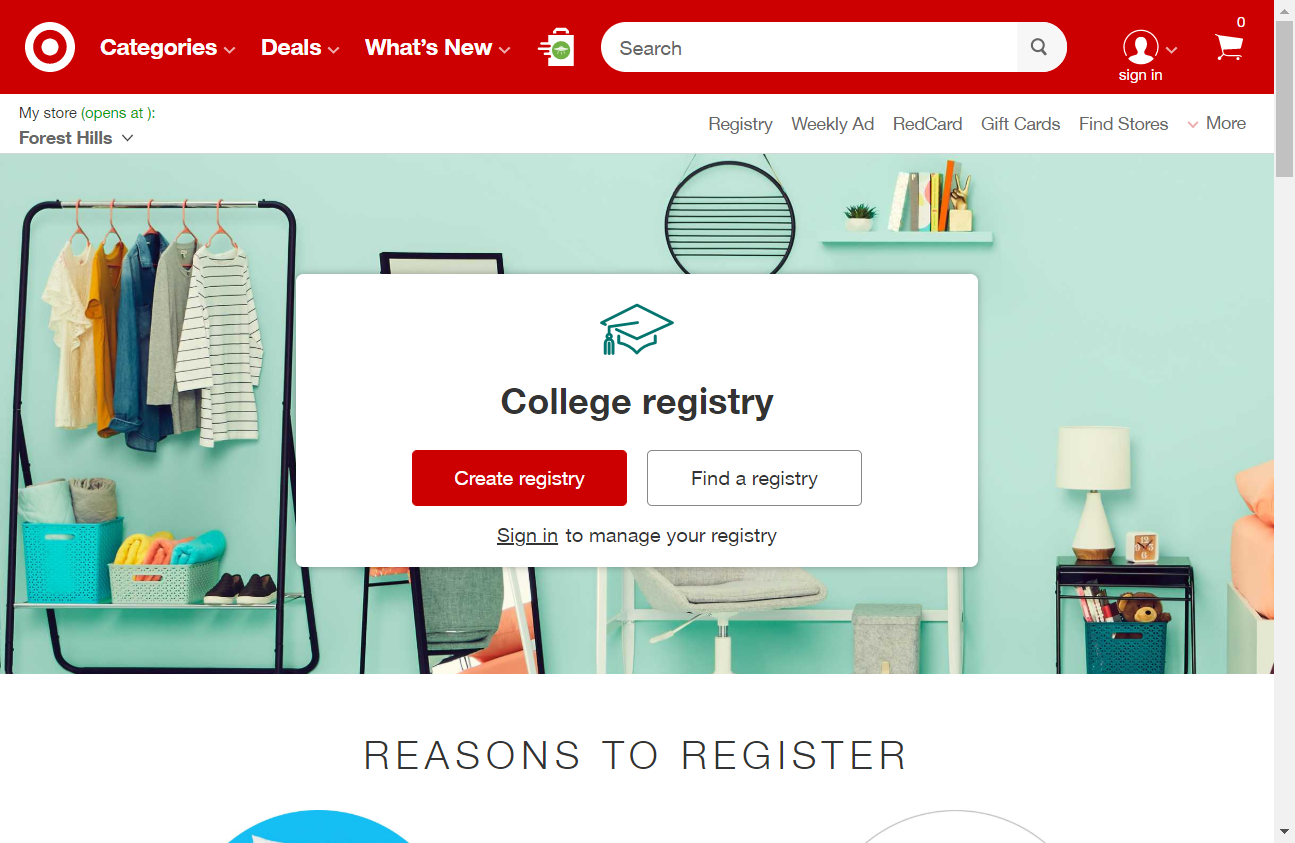 Categories Deals What's New Search sign in 0
My store (opens at ):
Forest Hills
Registry Weekly Ad RedCard Gift Cards Find Stores More
College registry
Create registry Find a registry
Sign in to manage your registry
REASONS TO REGISTER